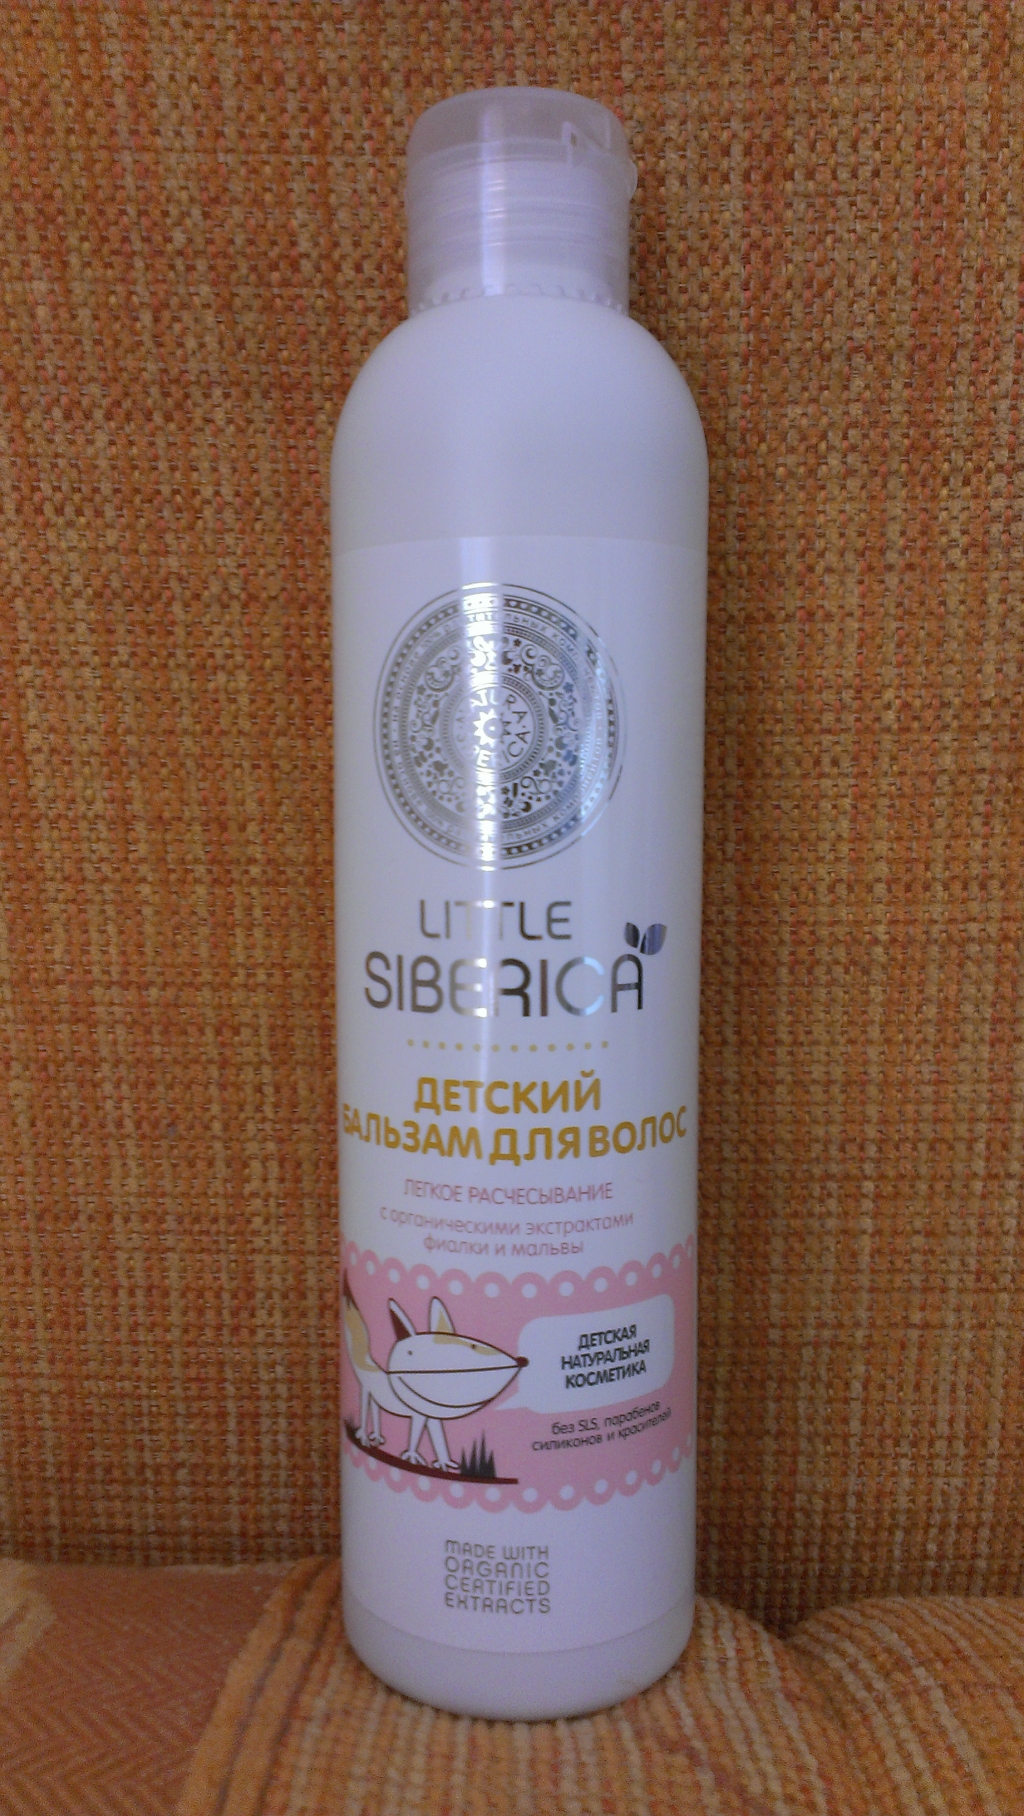 LITTLE
SIBERICA
ДЕТСКИЙ
БАЛЬЗАМ ДЛЯ ВОЛОС
ЛЕГКОЕ РАСЧЕСЫВАНИЕ
с органическими экстрактами
фиалки и мальвы
ДЕТСКАЯ
НАТУРАЛЬНАЯ
КОСМЕТИКА
без SLS, парабенов
силиконов и красителей
MADE WITH
ORGANIC
CERTIFIED
EXTRACTS